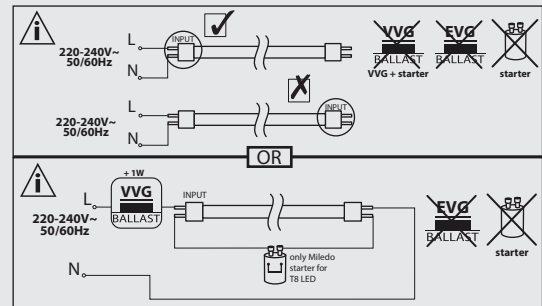 i
L
INPUT
220-240V~
50/60Hz
N
VVG
BALLAST
VVG + starter
EVG
BALLAST
starter
L
INPUT
220-240V~
50/60Hz
N
OR
i
+ 1W
VVG
BALLAST
L
INPUT
220-240V~
50/60Hz
only Miledo
starter for
T8 LED
N
EVG
BALLAST
starter